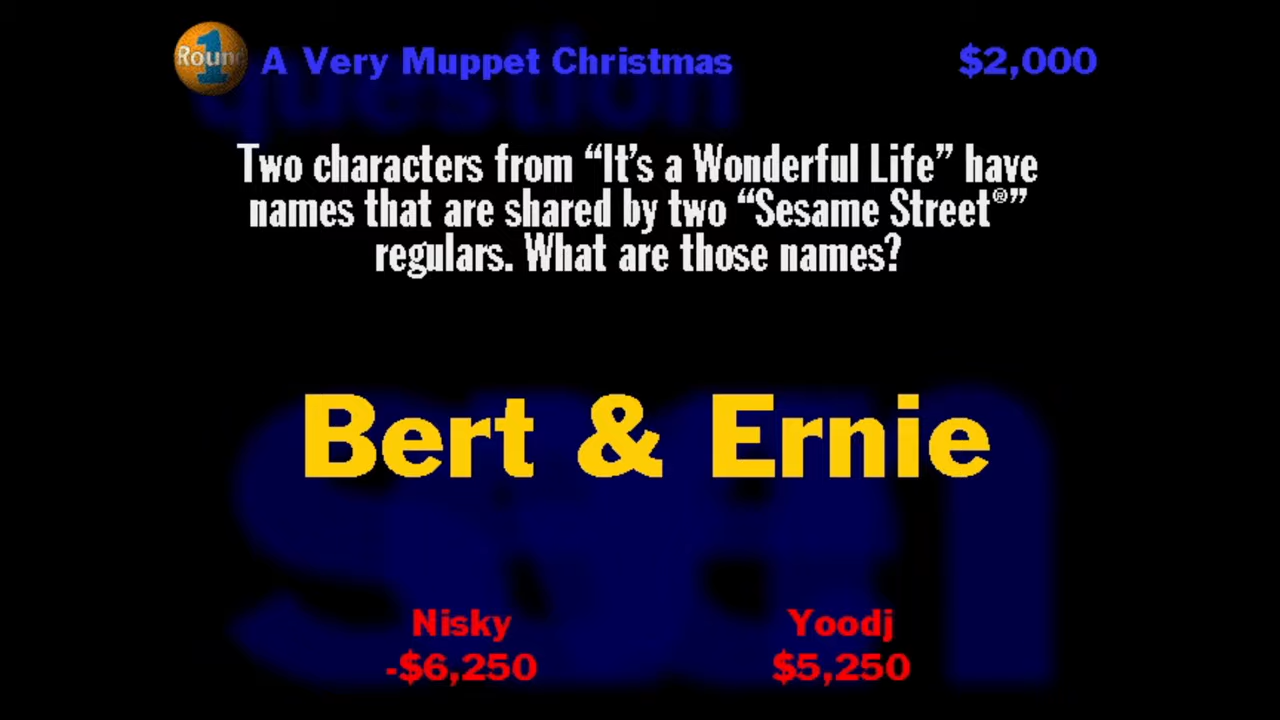 Round 1 A Very Muppet Christmas $2,000
question
Two characters from “It's a Wonderful Life” have
names that are shared by two “Sesame Street®”
regulars. What are those names?
Bert & Ernie
Nisky Yoodj
-$6,250 $5,250